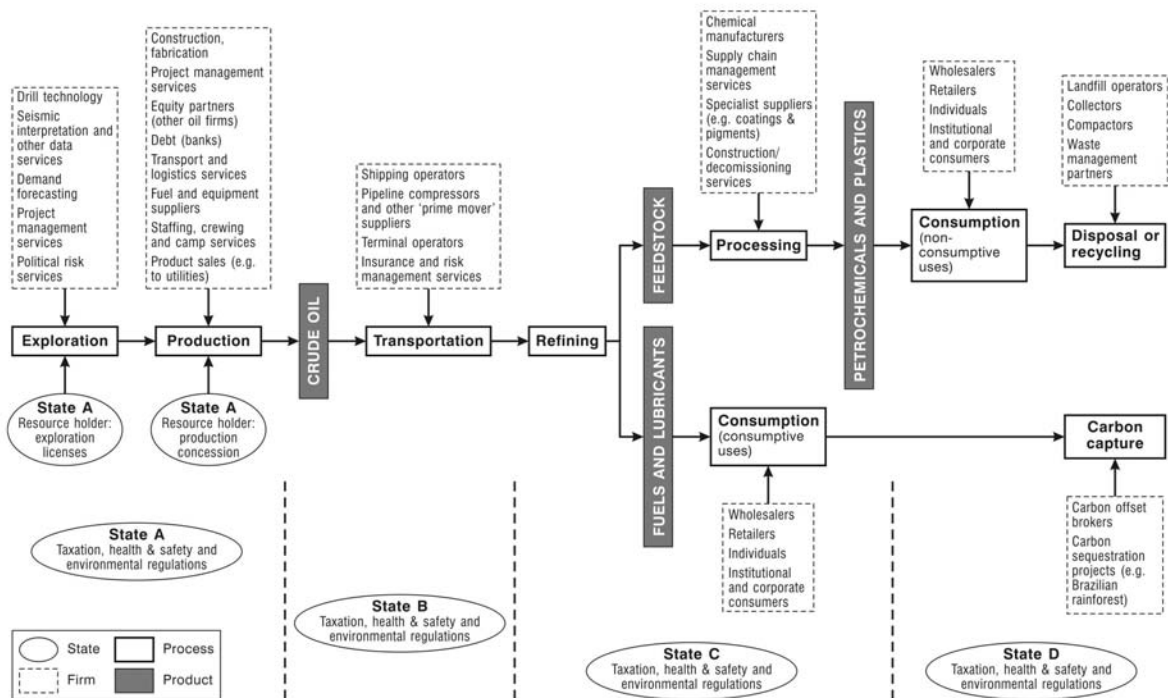 Drill technology
Seismic
interpretation and
other data
services
Demand
forecasting
Project
management
services
Political risk
services
Construction,
fabrication
Project management
services
Equity partners
(other oil firms)
Debt (banks)
Transport and
logistics services
Fuel and equipment
suppliers
Staffing, crewing
and camp services
Product sales (e.g.
to utilities)
Shipping operators
Pipeline compressors
and other ‘prime mover’
suppliers
Terminal operators
Insurance and risk
management services
Chemical
manufacturers
Supply chain
management
services
Specialist suppliers
(e.g. coatings &
pigments)
Construction/
decomissioning
services
Wholesalers
Retailers
Individuals
Institutional
and corporate
consumers
Landfill operators
Collectors
Compactors
Waste
management
partners
Exploration
Production
CRUDE OIL
Transportation
Refining
FEEDSTOCK
Processing
PETROCHEMICALS AND PLASTICS
Consumption
(non-
consumptive
uses)
Disposal or
recycling
FUELS AND LUBRICANTS
Consumption
(consumptive
uses)
Carbon
capture
State A
Resource holder:
exploration
licenses
State A
Resource holder:
production
concession
Wholesalers
Retailers
Individuals
Institutional
and corporate
consumers
Carbon offset
brokers
Carbon
sequestration
projects (e.g.
Brazilian
rainforest)
State A
Taxation, health & safety and
environmental regulations
State B
Taxation, health & safety and
environmental regulations
State C
Taxation, health & safety and
environmental regulations
State D
Taxation, health & safety and
environmental regulations
State
Process
Firm
Product